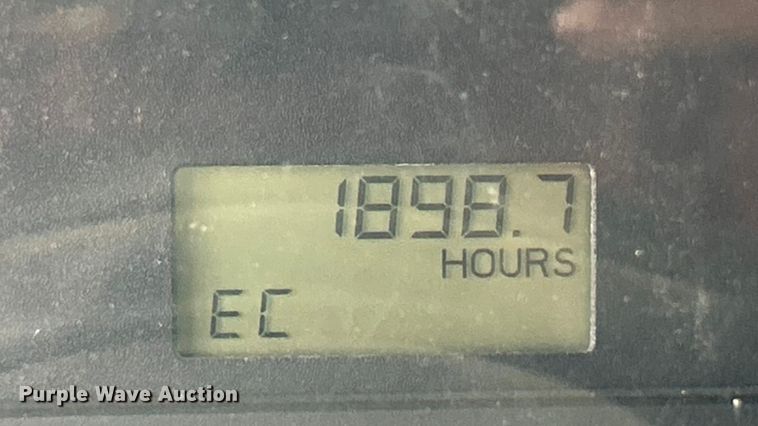 1898.7
HOURS
EC
Purple Wave Auction®